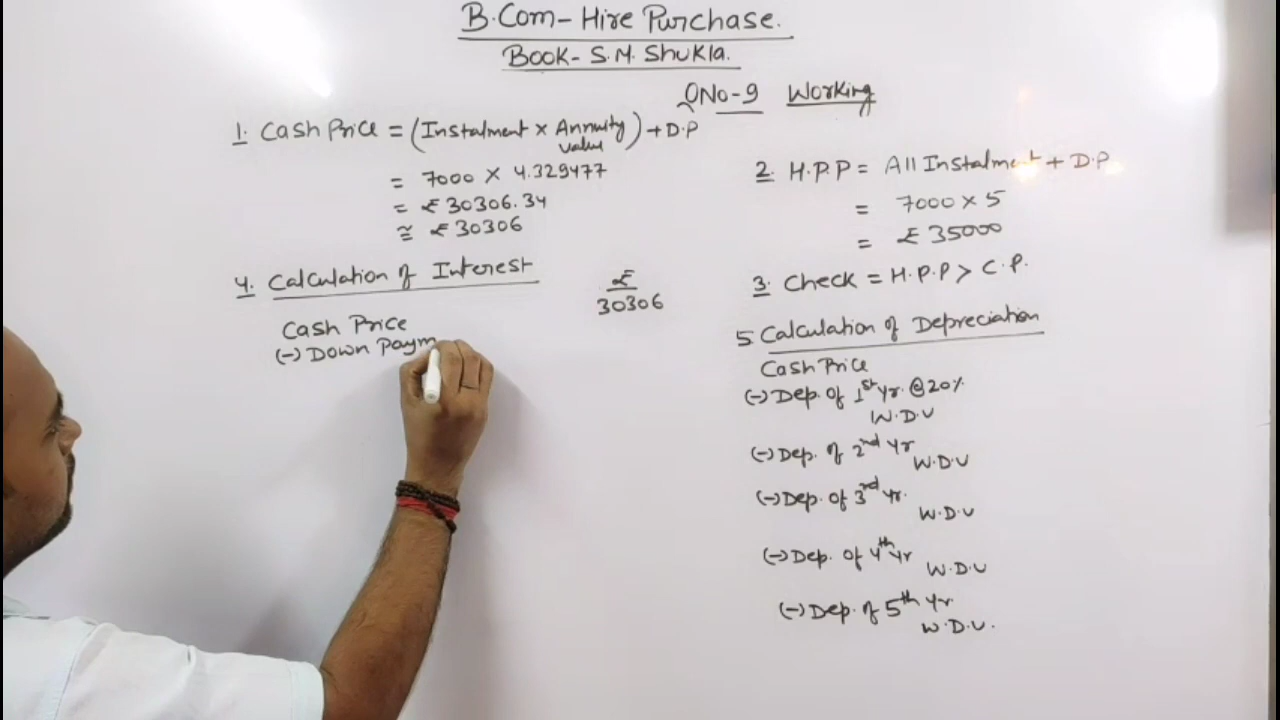 B.Com- Hire Purchase.
Book- S.M. Shukla.
QNo-9 Working
1. Cash Price = (Instalment x Annuity value) + D.P
= 7000 x 4.329477
= ₹ 30306.34
≅ ₹ 30306
2. H.P.P = All Instalment + D.P.
= 7000 x 5
= ₹ 35000
3. Check = H.P.P > C.P.
4. Calculation of Interest
₹
Cash Price 30306
(-) Down Paym
5. Calculation of Depreciation
Cash Price
(-) Dep. of 1st Yr. @20%
W.D.V
(-) Dep. of 2nd Yr
W.D.V
(-) Dep. of 3rd Yr.
W.D.V
(-) Dep. of 4th Yr
W.D.V
(-) Dep. of 5th Yr
W.D.V.